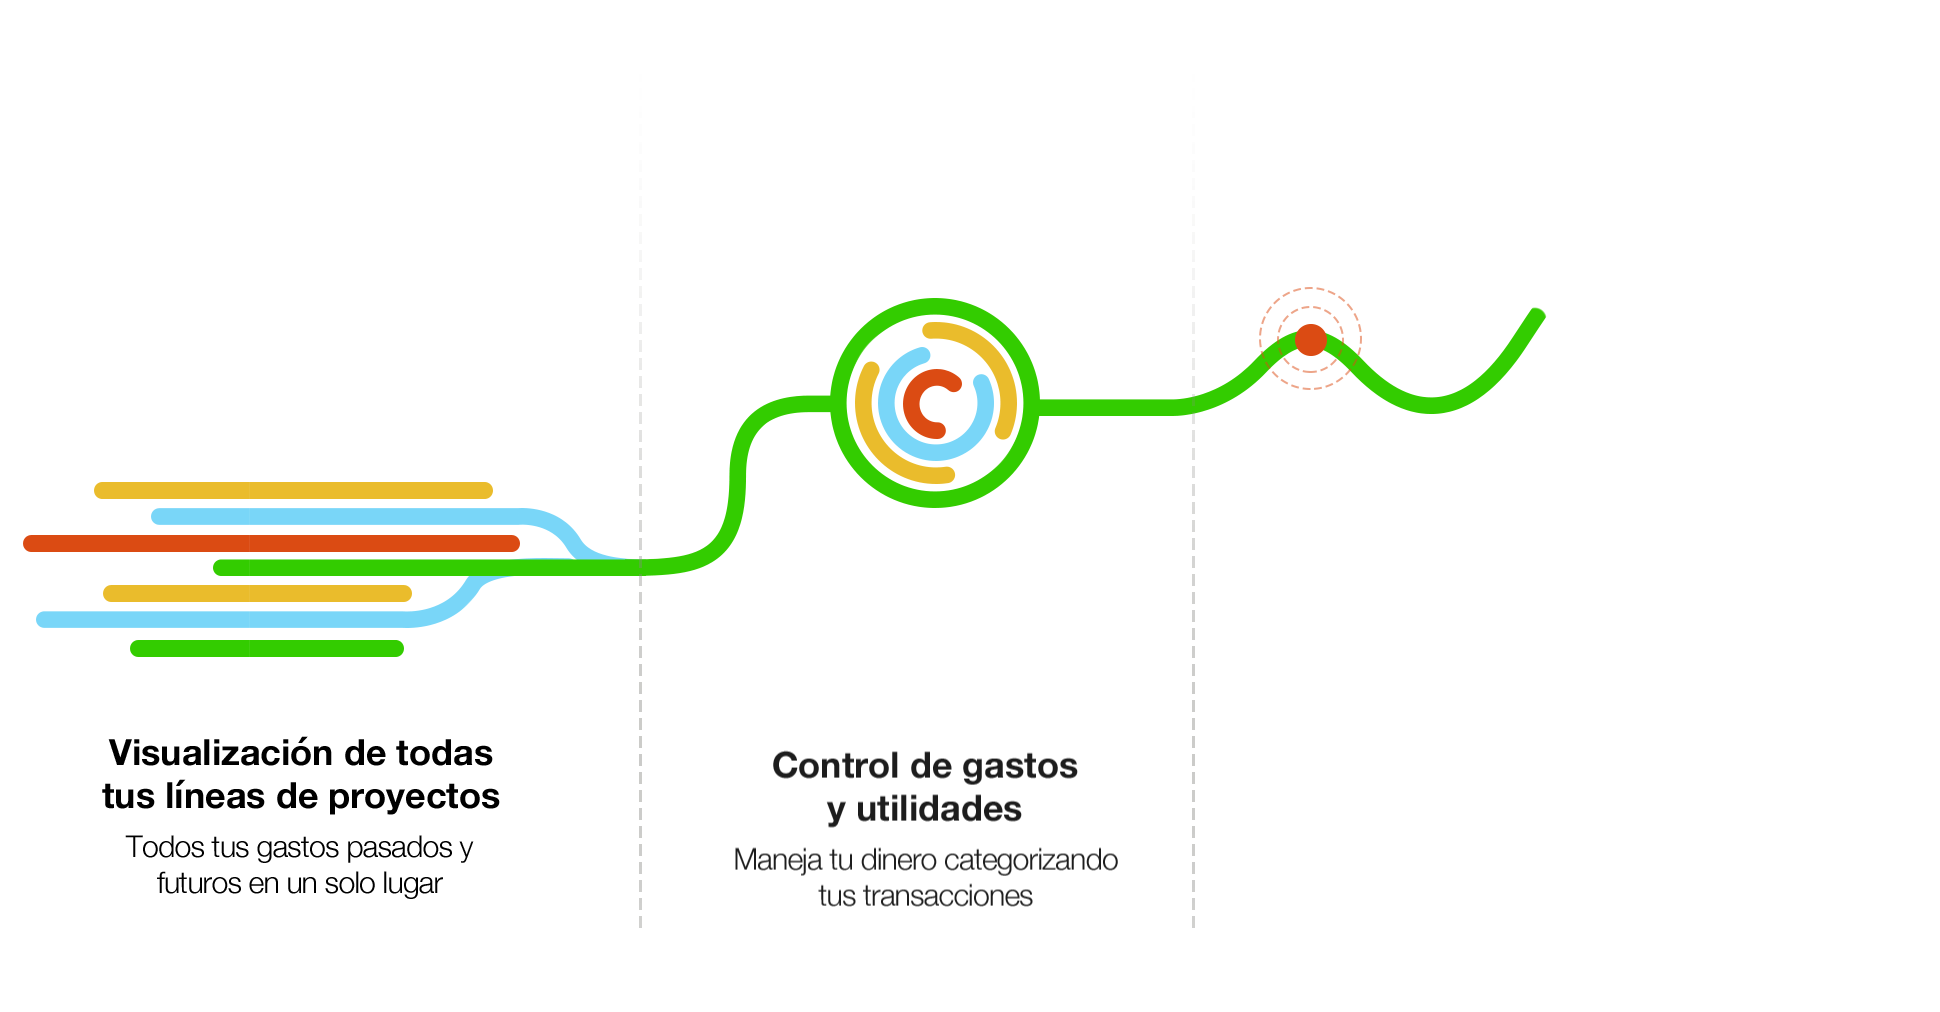 Visualización de todas
tus líneas de proyectos
Todos tus gastos pasados y
futuros en un solo lugar
Control de gastos
y utilidades
Maneja tu dinero categorizando
tus transacciones